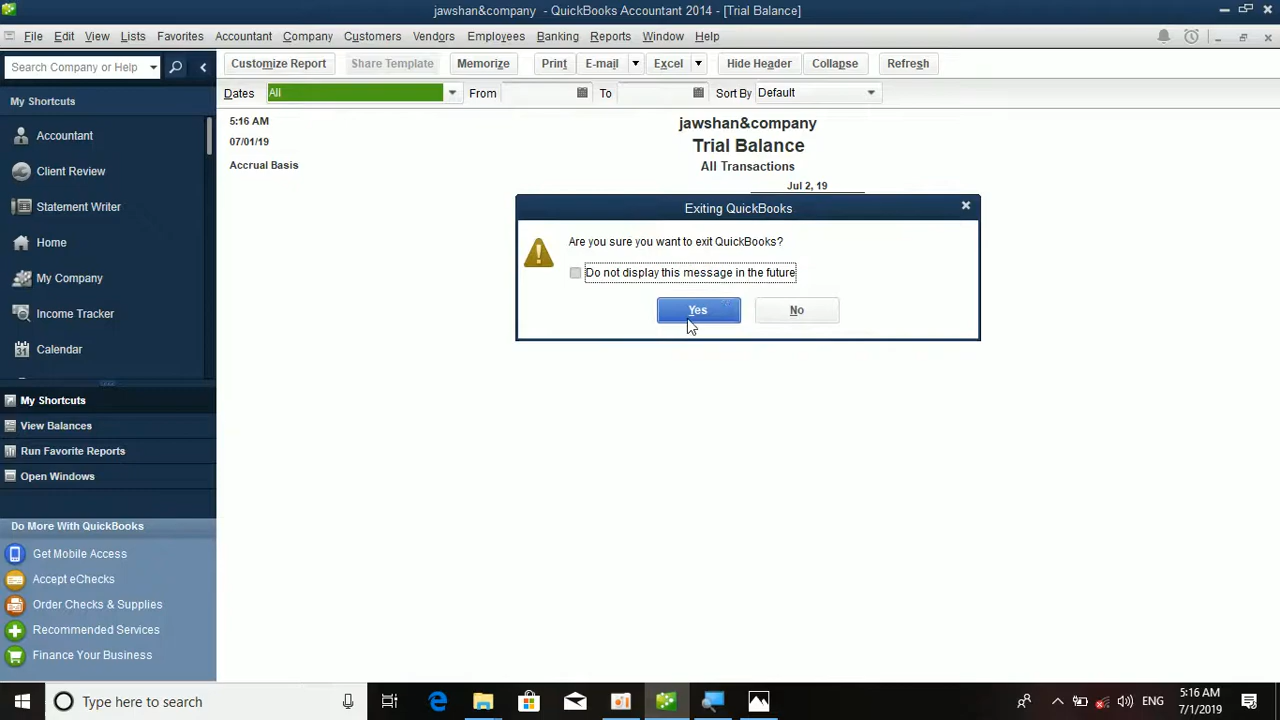 jawshan&company - QuickBooks Accountant 2014 - [Trial Balance]
File Edit View Lists Favorites Accountant Company Customers Vendors Employees Banking Reports Window Help
Search Company or Help
Customize Report Share Template Memorize Print E-mail Excel Hide Header Collapse Refresh
Dates All From To Sort By Default
My Shortcuts
Accountant
Client Review
Statement Writer
Home
My Company
Income Tracker
Calendar
My Shortcuts
View Balances
Run Favorite Reports
Open Windows
Do More With QuickBooks
Get Mobile Access
Accept eChecks
Order Checks & Supplies
Recommended Services
Finance Your Business
5:16 AM
07/01/19
Accrual Basis
jawshan&company
Trial Balance
All Transactions
Jul 2, 19
Exiting QuickBooks
Are you sure you want to exit QuickBooks?
Do not display this message in the future
Yes No
Type here to search
ENG
5:16 AM
7/1/2019